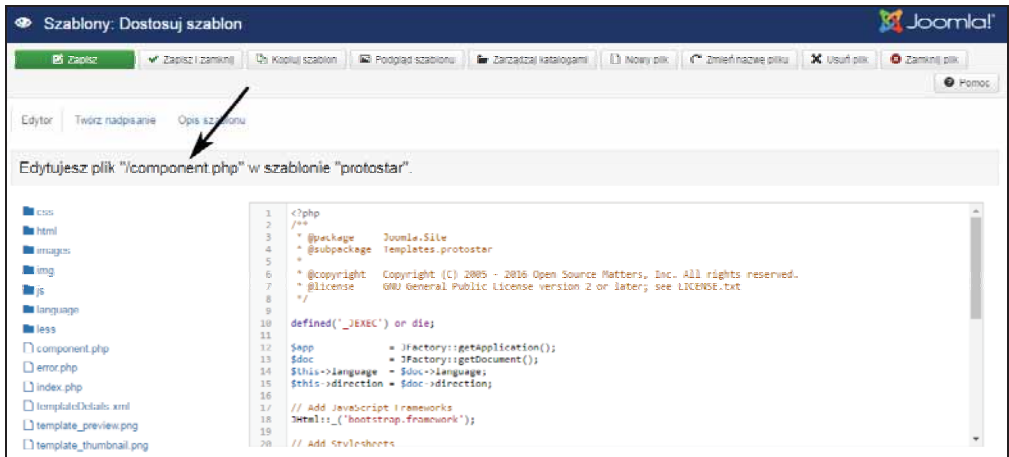 Szablony: Dostosuj szablon
Joomla!
Zapisz
Zapisz i zamknij
Kopiuj szablon
Podgląd szablonu
Zarządzaj katalogami
Nowy plik
Zmień nazwę pliku
Usuń plik
Zamknij plik
Pomoc
Edytor
Twórz nadpisanie
Opis szablonu
Edytujesz plik "/component.php" w szablonie "protostar".
css
html
images
img
js
language
less
component.php
error.php
index.php
templateDetails.xml
template_preview.png
template_thumbnail.png
1 <?php
2 /**
3 * @package Joomla.Site
4 * @subpackage Templates.protostar
5 *
6 * @copyright Copyright (C) 2005 - 2016 Open Source Matters, Inc. All rights reserved.
7 * @license GNU General Public License version 2 or later; see LICENSE.txt
8 */
9
10 defined('_JEXEC') or die;
11
12 $app = JFactory::getApplication();
13 $doc = JFactory::getDocument();
14 $this->language = $doc->language;
15 $this->direction = $doc->direction;
16
17 // Add JavaScript Frameworks
18 JHtml::_('bootstrap.framework');
19
20 // Add Stylesheets